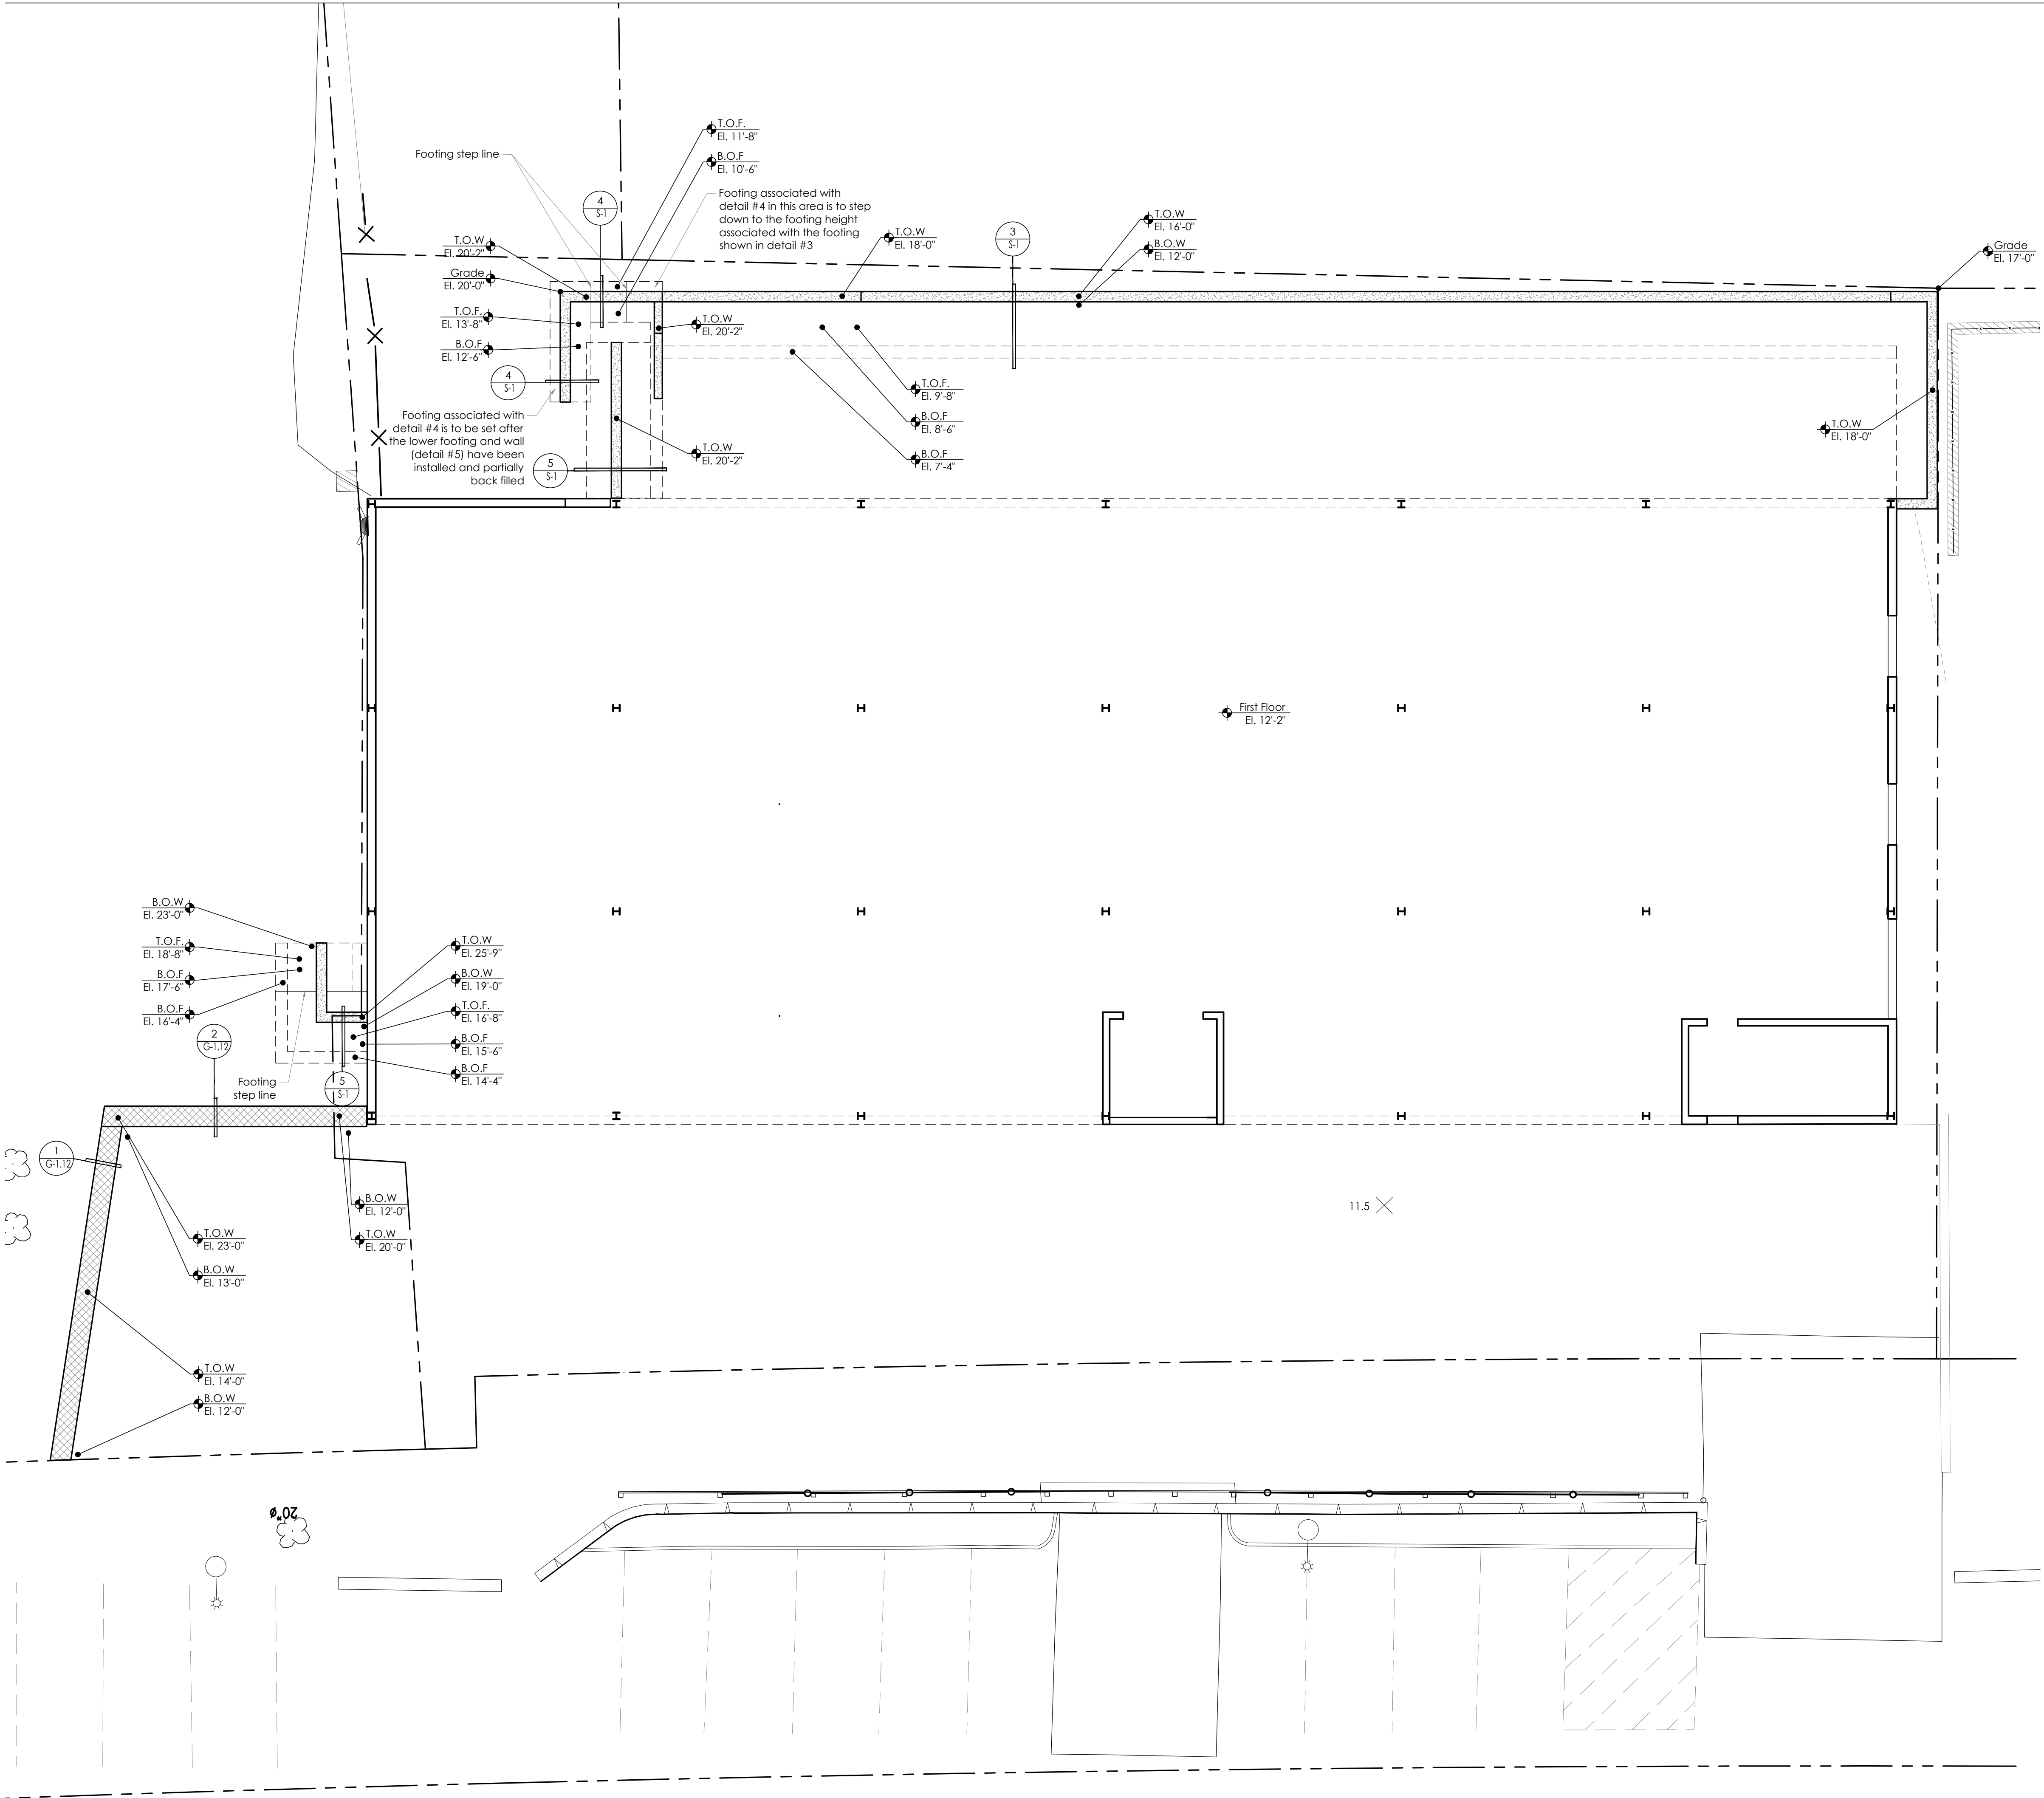 T.O.F.
El. 11'-8"
Footing step line
B.O.F
El. 10'-6"
Footing associated with
detail #4 in this area is to step
down to the footing height
associated with the footing
shown in detail #3
4
S-1
T.O.W
El. 20'-2"
T.O.W
El. 18'-0"
3
S-1
T.O.W
El. 16'-0"
B.O.W
El. 12'-0"
Grade
El. 17'-0"
Grade
El. 20'-0"
T.O.F.
El. 13'-8"
T.O.W
El. 20'-2"
B.O.F
El. 12'-6"
4
S-1
T.O.F.
El. 9'-8"
B.O.F
El. 8'-6"
B.O.F
El. 7'-4"
Footing associated with
detail #4 is to be set after
the lower footing and wall
(detail #5) have been
installed and partially
back filled
5
S-1
T.O.W
El. 20'-2"
T.O.W
El. 18'-0"
First Floor
El. 12'-2"
B.O.W
El. 23'-0"
T.O.F.
El. 18'-8"
B.O.F
El. 17'-6"
B.O.F
El. 16'-4"
T.O.W
El. 25'-9"
B.O.W
El. 19'-0"
T.O.F.
El. 16'-8"
B.O.F
El. 15'-6"
B.O.F
El. 14'-4"
2
G-1.12
Footing
step line
5
S-1
1
G-1.12
B.O.W
El. 12'-0"
T.O.W
El. 20'-0"
T.O.W
El. 23'-0"
B.O.W
El. 13'-0"
11.5
T.O.W
El. 14'-0"
B.O.W
El. 12'-0"
20"ø